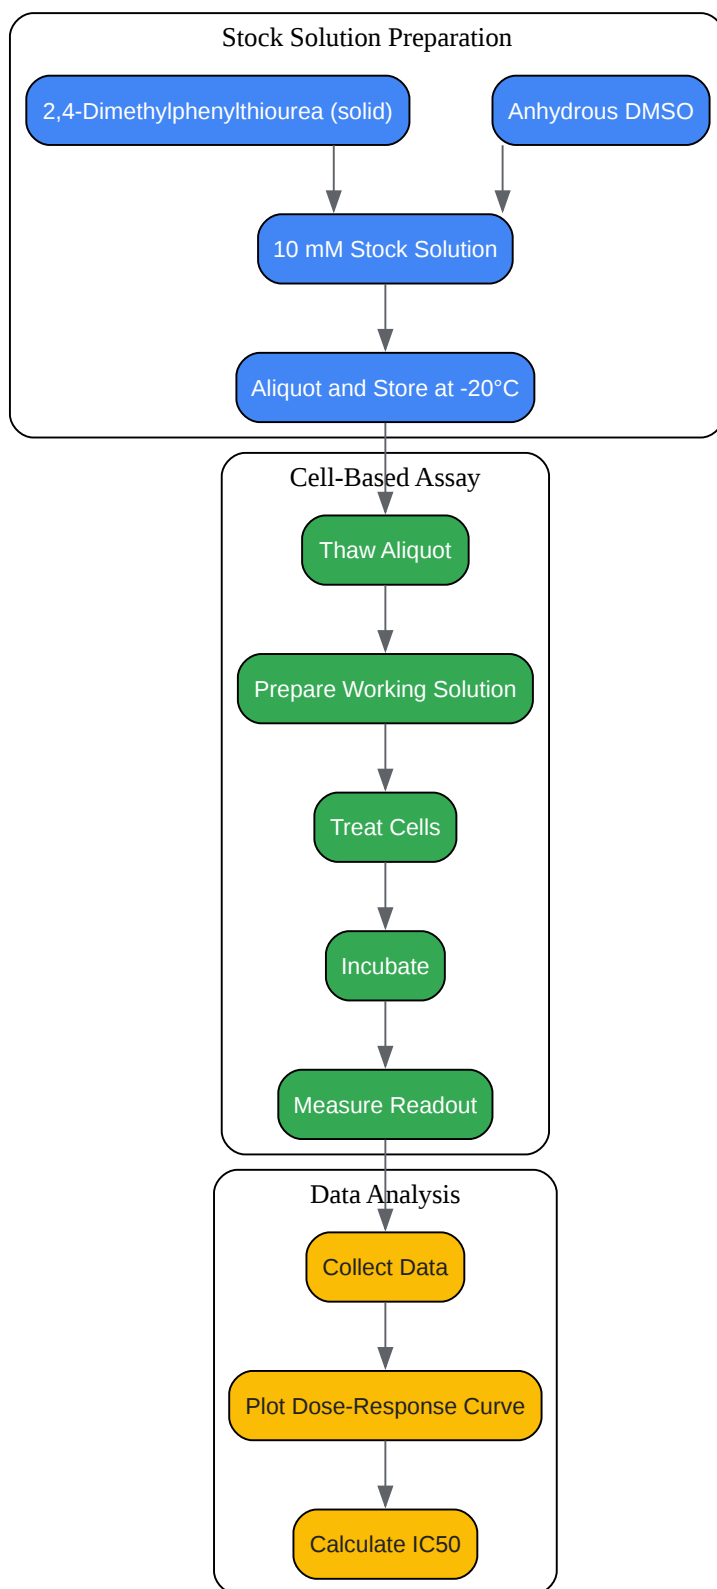 Stock Solution Preparation
2,4-Dimethylphenylthiourea (solid)
Anhydrous DMSO
10 mM Stock Solution
Aliquot and Store at -20°C
Cell-Based Assay
Thaw Aliquot
Prepare Working Solution
Treat Cells
Incubate
Measure Readout
Data Analysis
Collect Data
Plot Dose-Response Curve
Calculate IC50